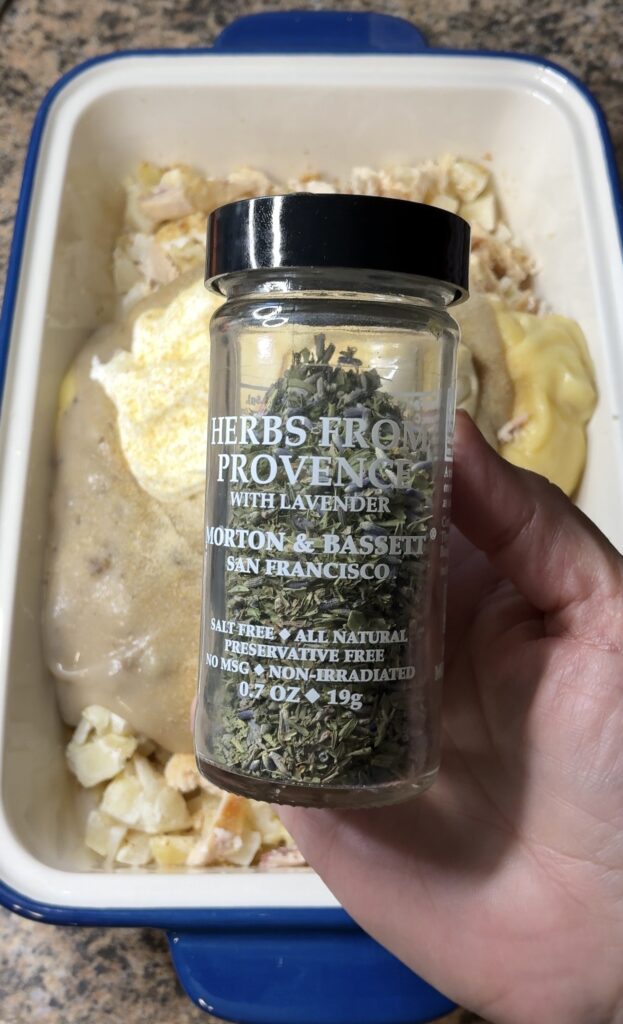 HERBS FROM
PROVENCE
WITH LAVENDER
MORTON & BASSETT®
SAN FRANCISCO
SALT FREE ◆ ALL NATURAL
PRESERVATIVE FREE
NO MSG ◆ NON-IRRADIATED
0.7 OZ ◆ 19g